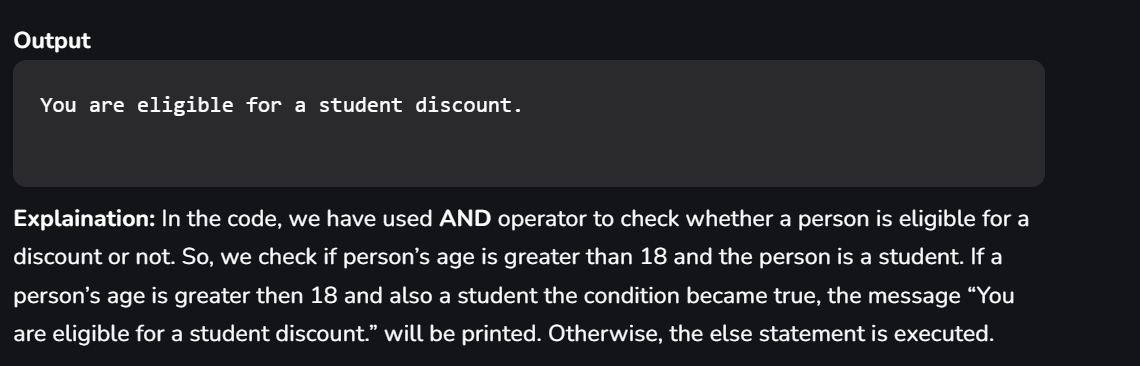 Output
You are eligible for a student discount.
Explaination: In the code, we have used AND operator to check whether a person is eligible for a
discount or not. So, we check if person’s age is greater than 18 and the person is a student. If a
person’s age is greater then 18 and also a student the condition became true, the message “You
are eligible for a student discount.” will be printed. Otherwise, the else statement is executed.